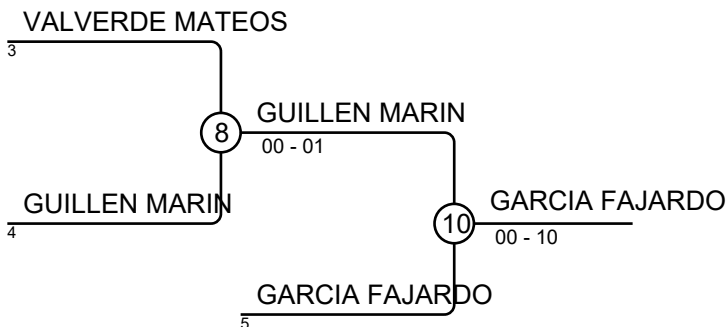 VALVERDE MATEOS
3
8
GUILLEN MARIN
00 - 01
GUILLEN MARIN
4
10
GARCIA FAJARDO
00 - 10
GARCIA FAJARDO
5